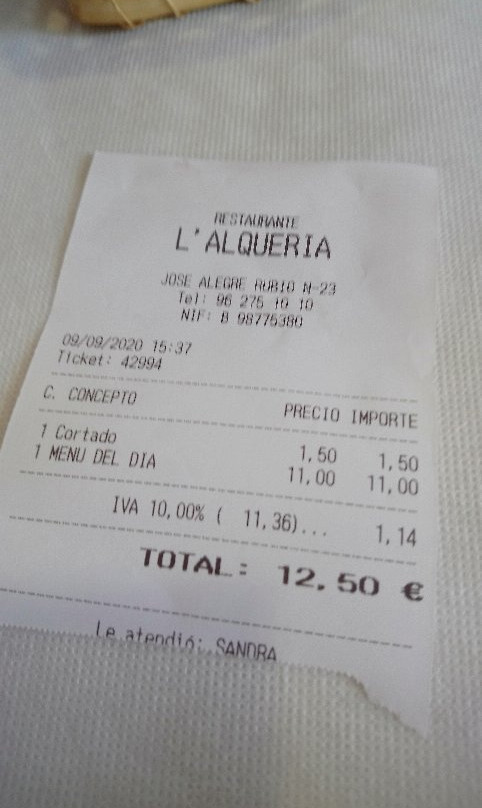 RESTAURANTE
L'ALQUERIA
JOSE ALEGRE RUBIO N-23
Tel: 96 275 10 10
NIF: B 98775380
09/09/2020 15:37
Ticket: 42994
C. CONCEPTO PRECIO IMPORTE
1 Cortado 1,50 1,50
1 MENU DEL DIA 11,00 11,00
IVA 10,00% ( 11,36)... 1,14
TOTAL: 12,50 €
Le atendió: SANDRA